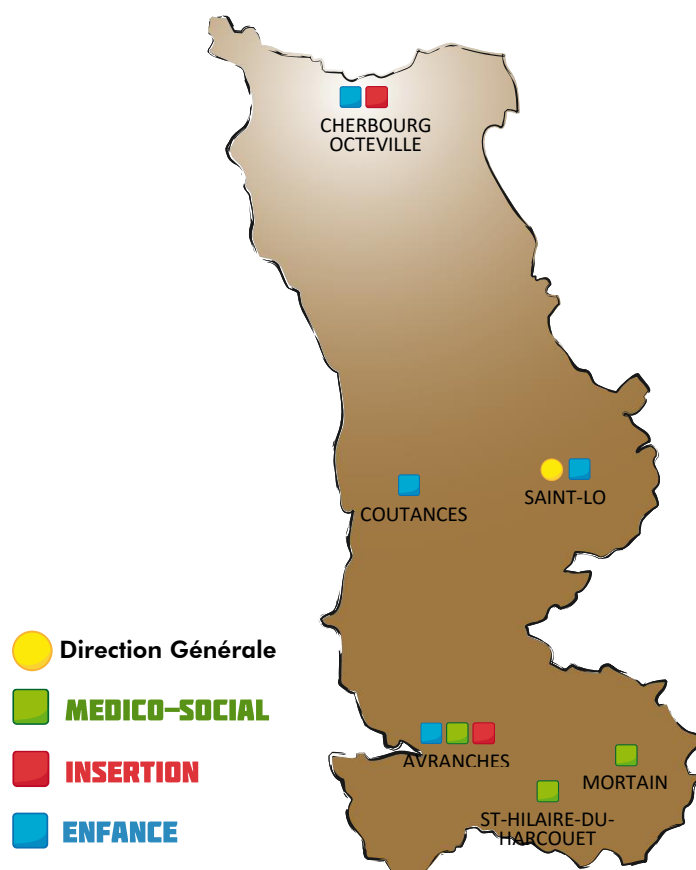 CHERBOURG
OCTEVILLE
COUTANCES
SAINT-LO
Direction Générale
MEDICO-SOCIAL
INSERTION
ENFANCE
AVRANCHES
MORTAIN
ST-HILAIRE-DU-
HARCOUET